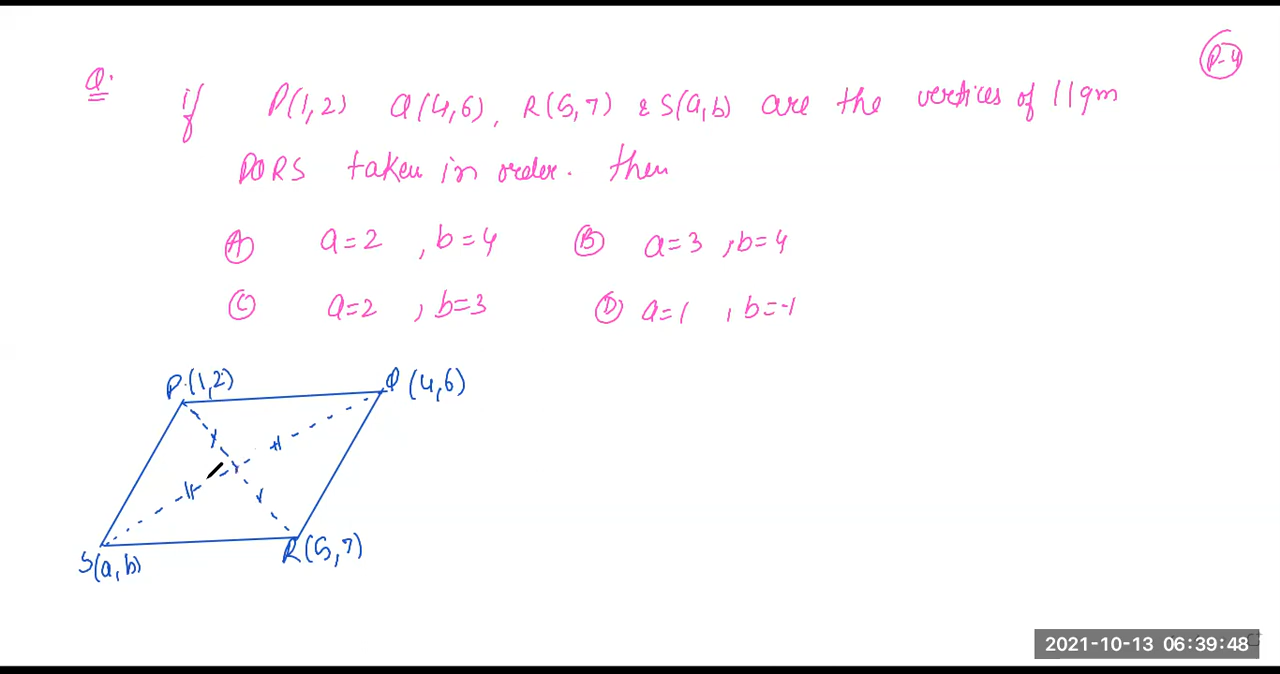 P-4
Q.
if P(1,2) Q(4,6), R(5,7) & S(a,b) are the vertices of ||gm
PQRS taken in order. then
A a=2 , b=4 B a=3 , b=4
C a=2 , b=3 D a=1 , b=-1
P.(1,2) Q (4,6)
S(a,b) R(5,7)
2021-10-13 06:39:48